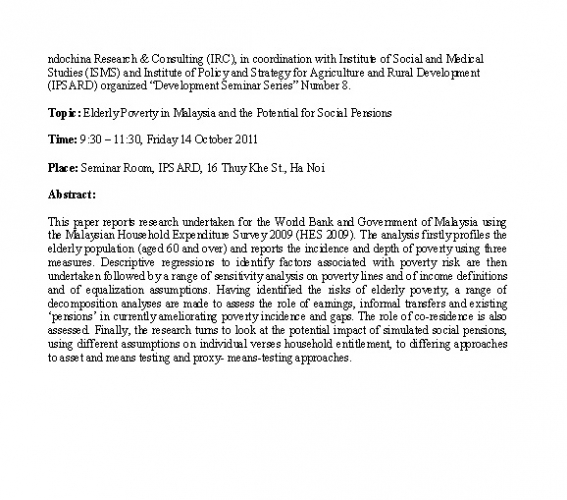 ndochina Research & Consulting (IRC), in coordination with Institute of Social and Medical
Studies (ISMS) and Institute of Policy and Strategy for Agriculture and Rural Development
(IPSARD) organized “Development Seminar Series” Number 8.
Topic: Elderly Poverty in Malaysia and the Potential for Social Pensions
Time: 9:30 – 11:30, Friday 14 October 2011
Place: Seminar Room, IPSARD, 16 Thuy Khe St., Ha Noi
Abstract:
This paper reports research undertaken for the World Bank and Government of Malaysia using
the Malaysian Household Expenditure Survey 2009 (HES 2009). The analysis firstly profiles the
elderly population (aged 60 and over) and reports the incidence and depth of poverty using three
measures. Descriptive regressions to identify factors associated with poverty risk are then
undertaken followed by a range of sensitivity analysis on poverty lines and of income definitions
and of equalization assumptions. Having identified the risks of elderly poverty, a range of
decomposition analyses are made to assess the role of earnings, informal transfers and existing
‘pensions’ in currently ameliorating poverty incidence and gaps. The role of co-residence is also
assessed. Finally, the research turns to look at the potential impact of simulated social pensions,
using different assumptions on individual verses household entitlement, to differing approaches
to asset and means testing and proxy- means-testing approaches.